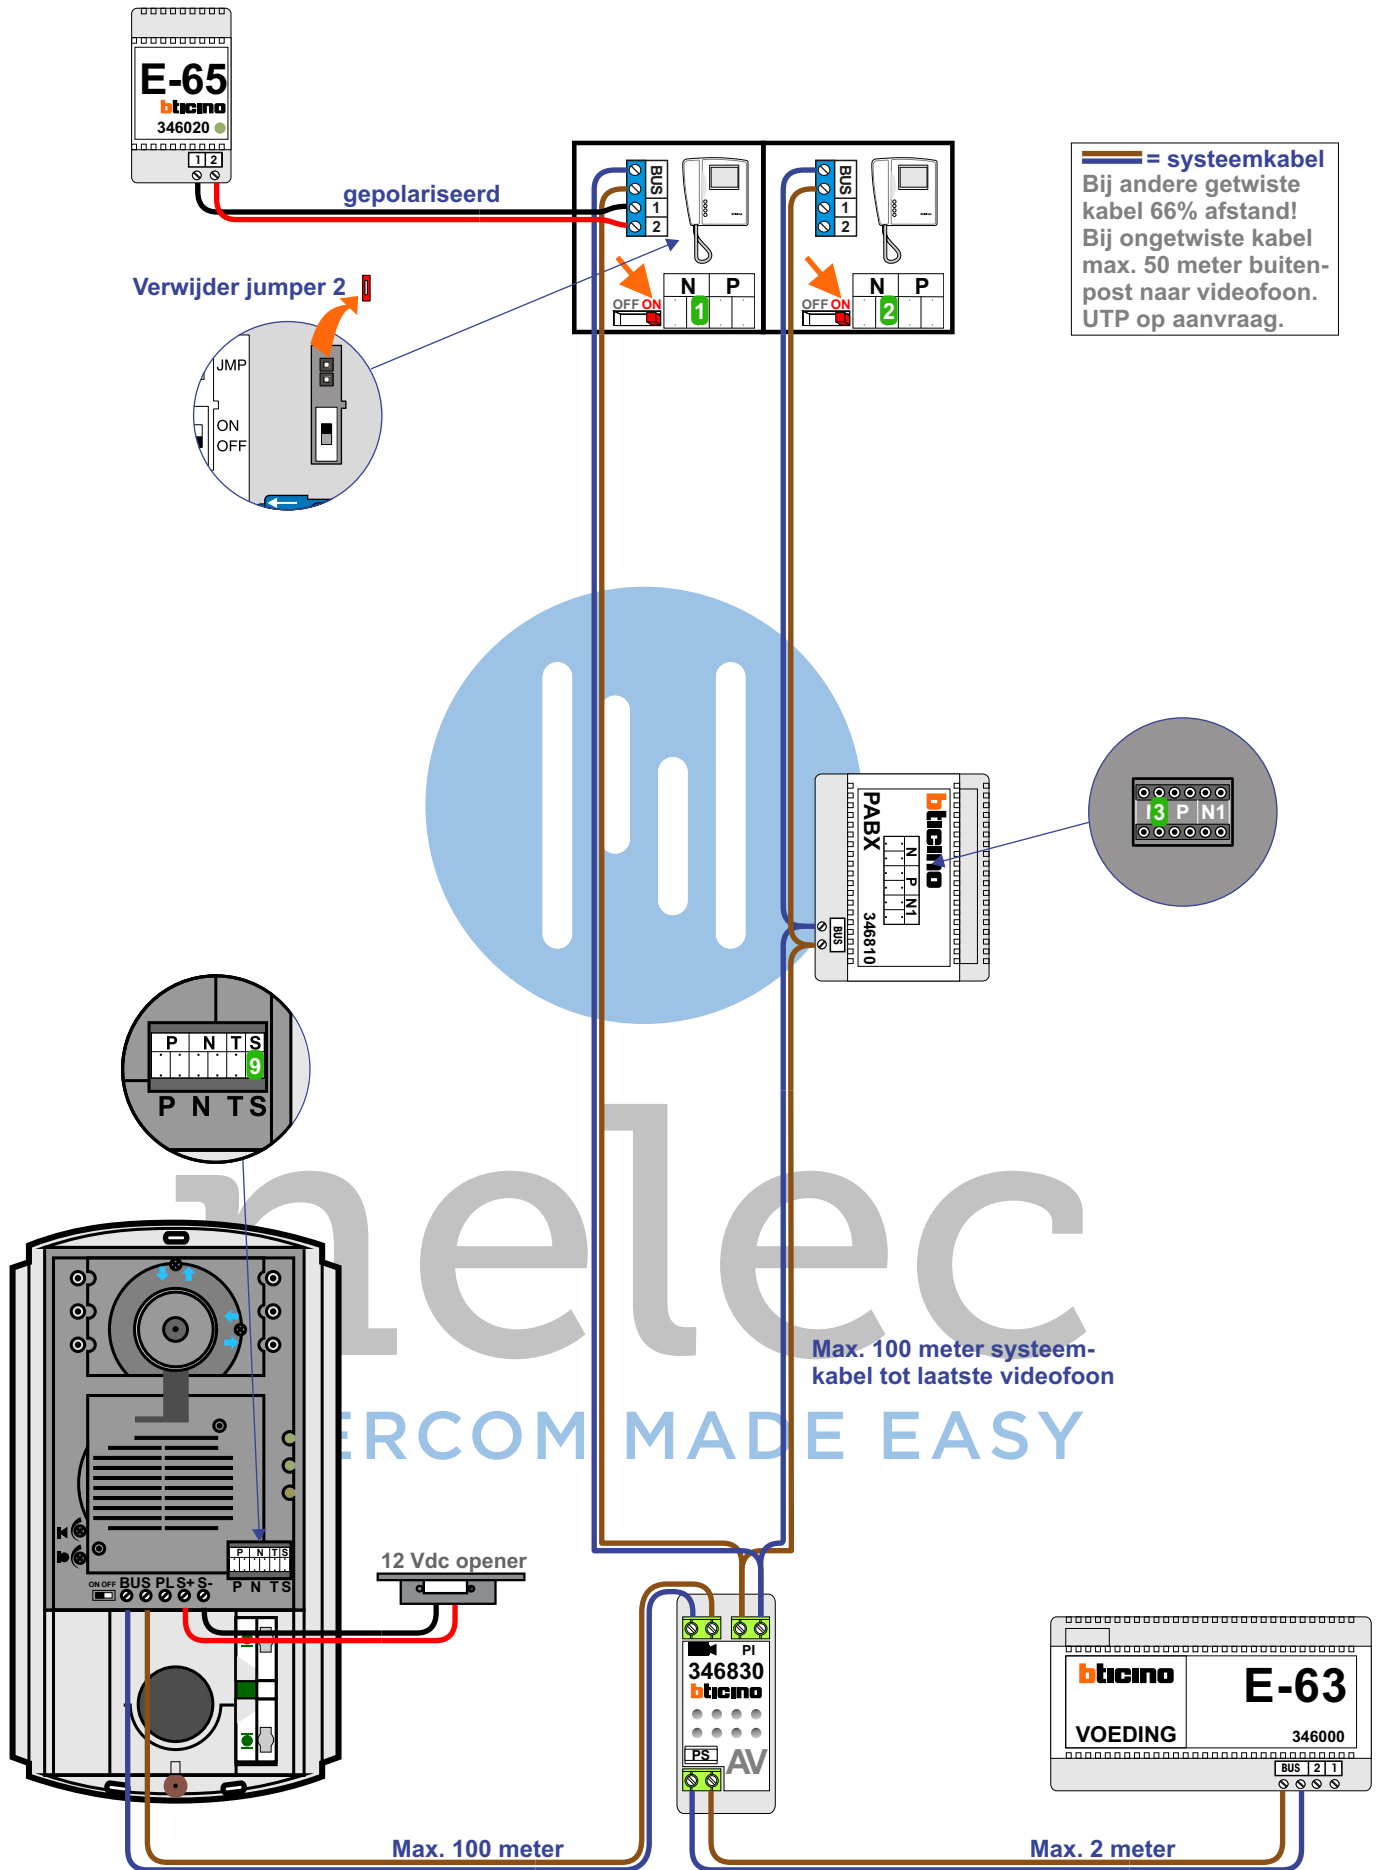 E-65
bticino
346020
1 2
gepolariseerd
Verwijder jumper 2
JMP
ON
OFF
BUS
1
2
N P
OFF ON
1
BUS
1
2
N P
OFF ON
2
= systeemkabel
Bij andere getwiste
kabel 66% afstand!
Bij ongetwiste kabel
max. 50 meter buiten-
post naar videofoon.
UTP op aanvraag.
bticino
PABX
N P N1
346810
BUS
3 P N1
P N T S
9
P N T S
nelec
ERCOM MADE EASY
Max. 100 meter systeem-
kabel tot laatste videofoon
12 Vdc opener
P N T S
P N T S
ON OFF BUS PL S+ S-
PI
346830
bticino
PS
AV
bticino
VOEDING
E-63
346000
BUS 2 1
Max. 100 meter
Max. 2 meter